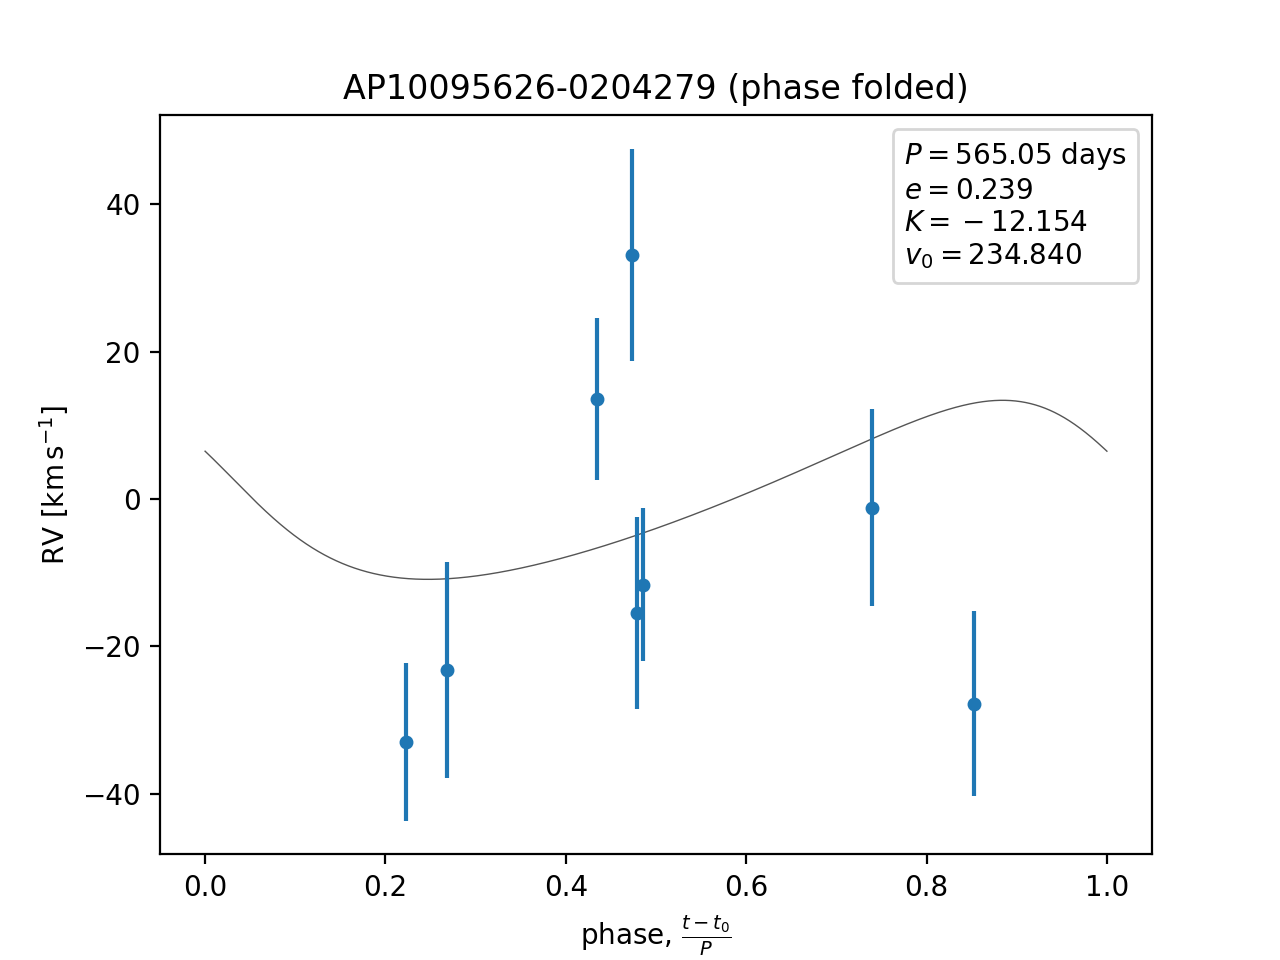 AP10095626-0204279 (phase folded)
P = 565.05 days
e = 0.239
K = −12.154
v₀ = 234.840
40
20
0
−20
−40
RV [km s⁻¹]
0.0 0.2 0.4 0.6 0.8 1.0
phase, (t − t₀)/P